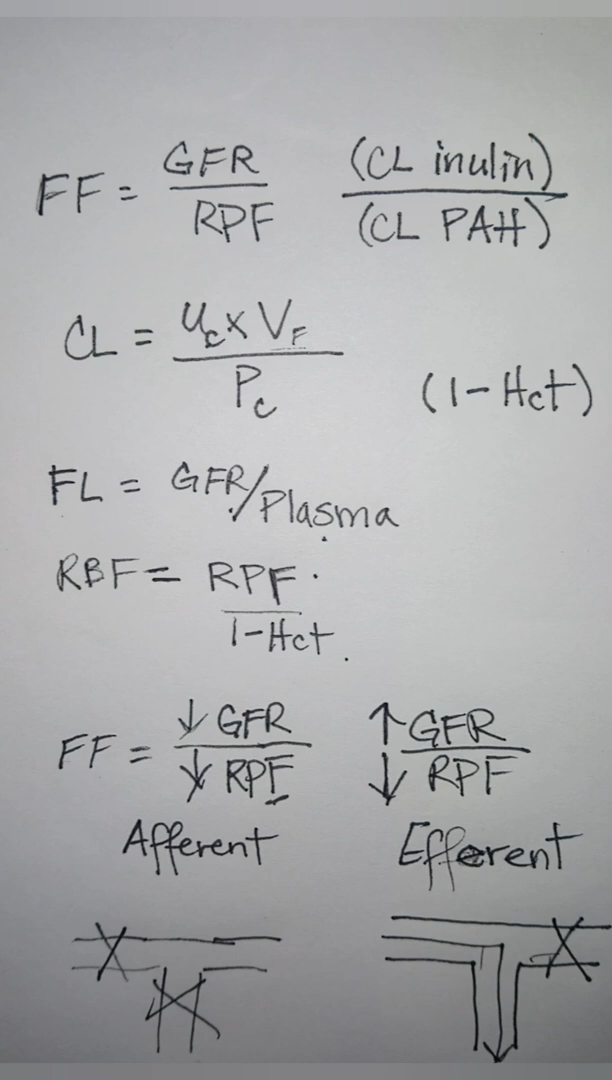 FF = GFR / RPF (CL inulin) / (CL PAH)
CL = Uc x VF / Pc (1-Hct)
FL = GFR/Plasma
RBF = RPF / 1-Hct.
FF = ↓ GFR / ↓ RPF ↑ GFR / ↓ RPF
Afferent Efferent